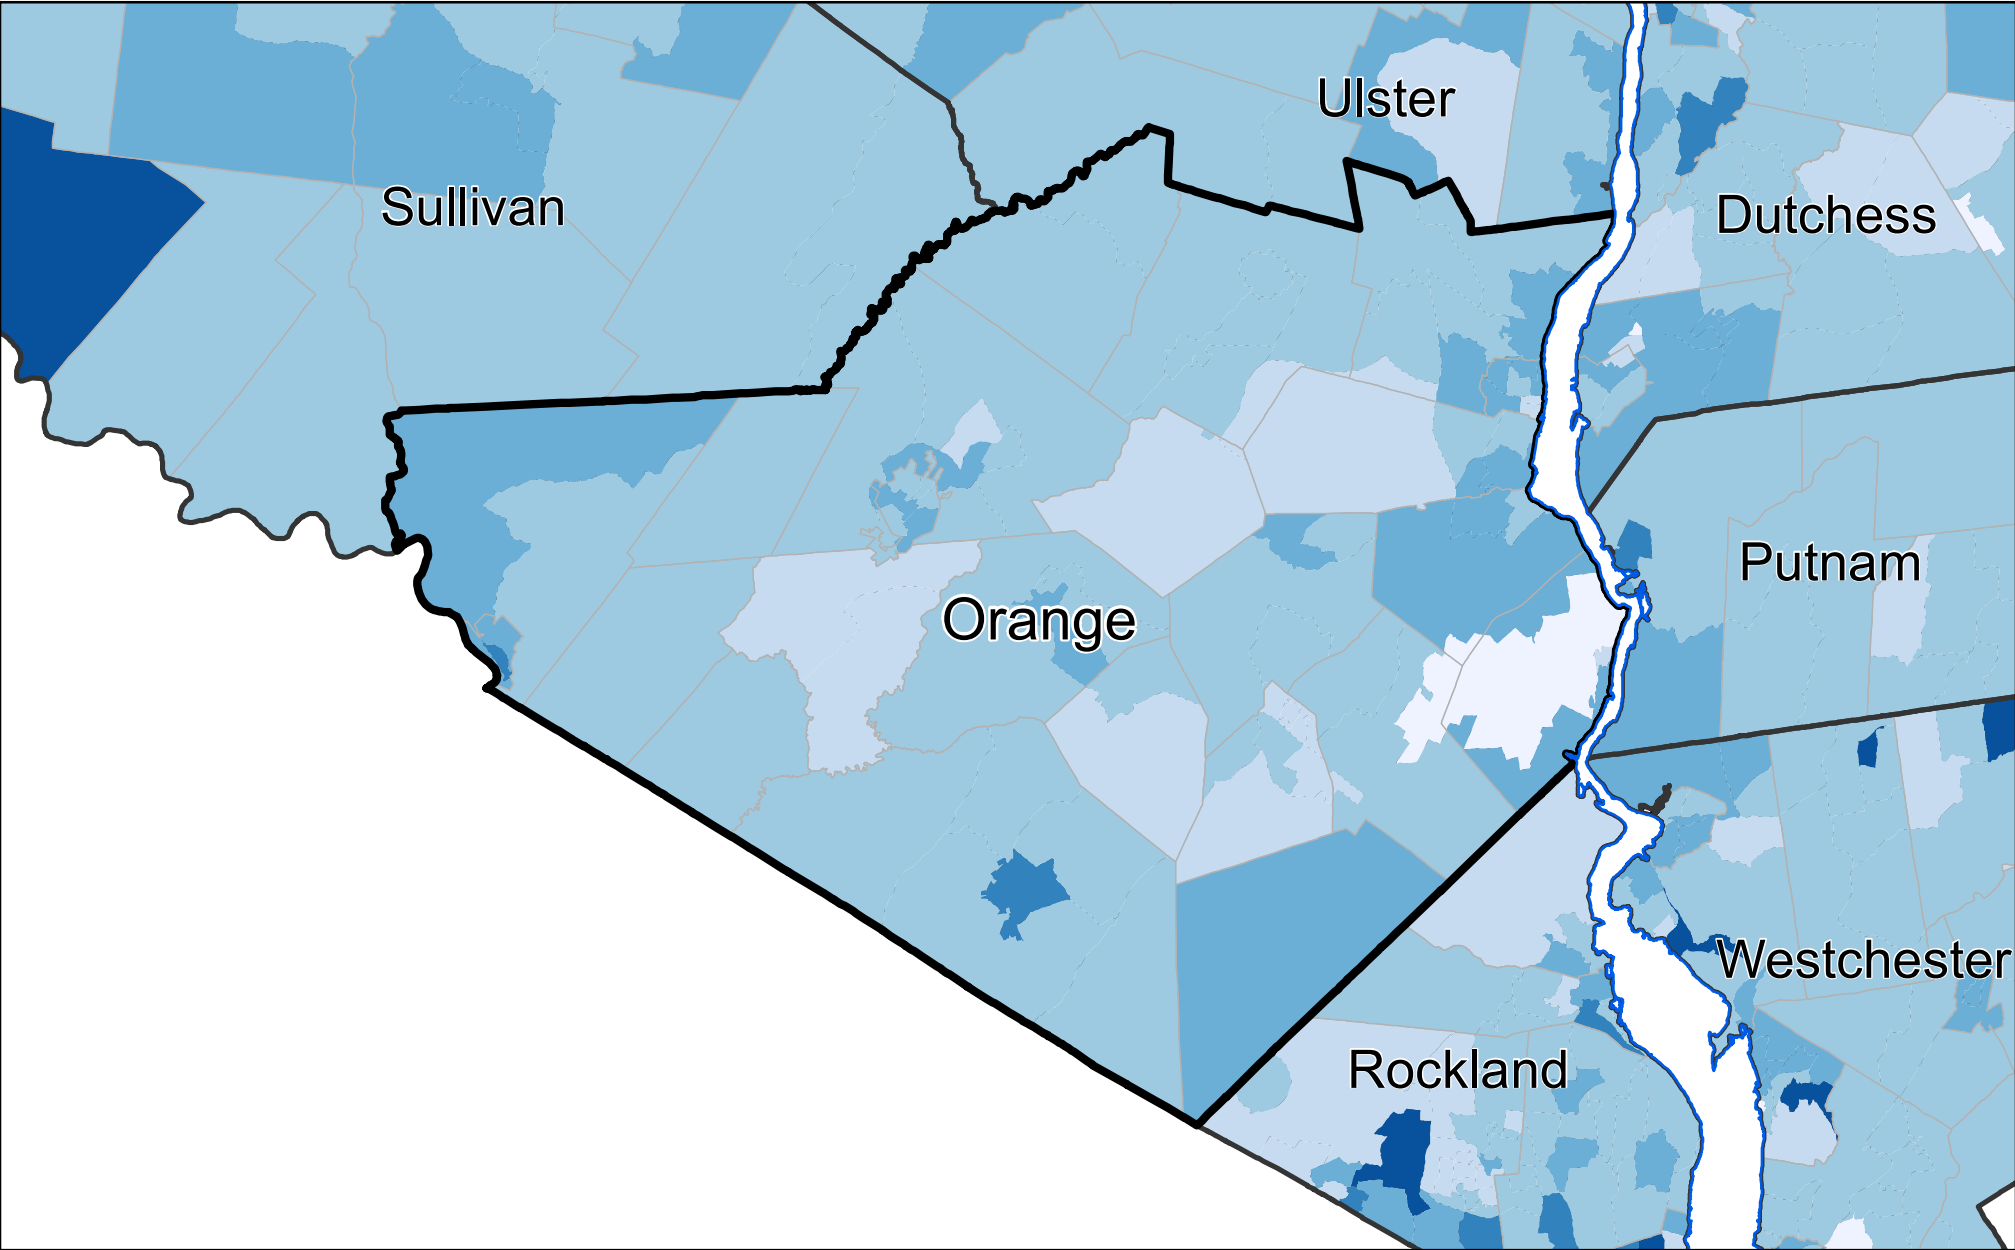 Ulster
Sullivan
Dutchess
Putnam
Orange
Westchester
Rockland